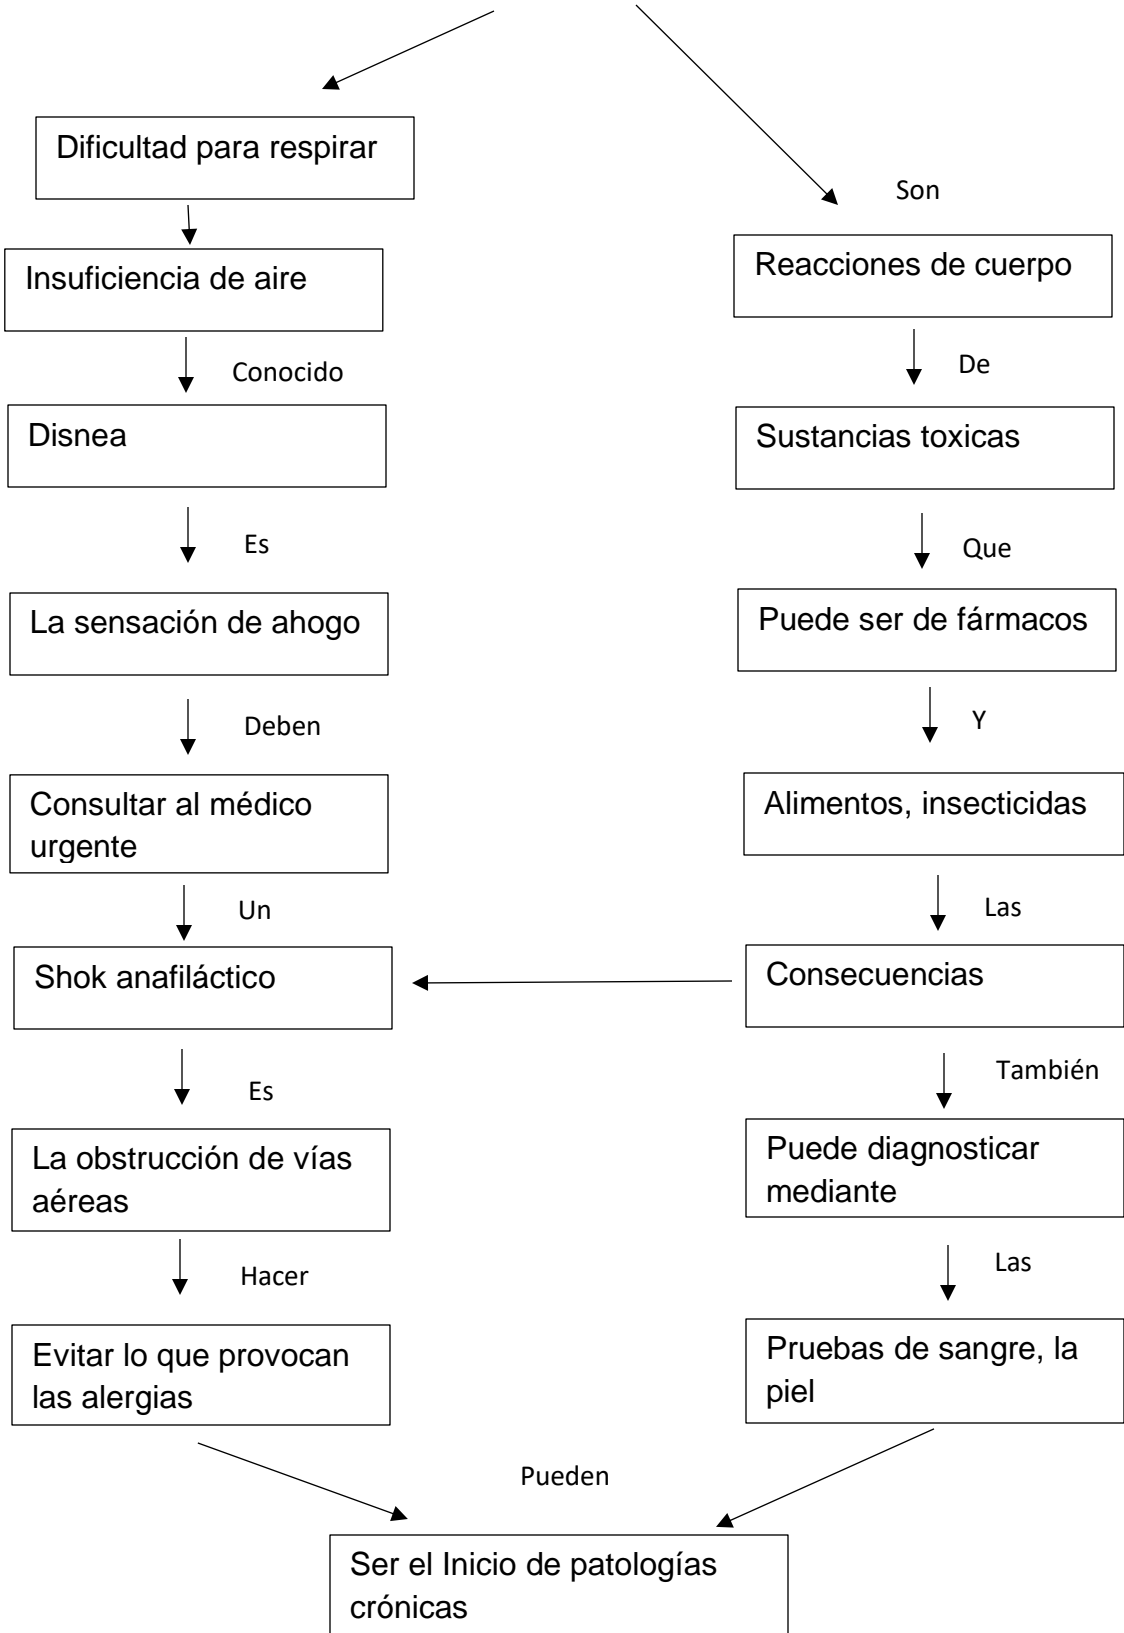 Dificultad para respirar
Son
Insuficiencia de aire
Reacciones de cuerpo
Conocido
De
Disnea
Sustancias toxicas
Es
Que
La sensación de ahogo
Puede ser de fármacos
Deben
Y
Consultar al médico
urgente
Alimentos, insecticidas
Un
Las
Shok anafiláctico
Consecuencias
Es
También
La obstrucción de vías
aéreas
Puede diagnosticar
mediante
Hacer
Las
Evitar lo que provocan
las alergias
Pruebas de sangre, la
piel
Pueden
Ser el Inicio de patologías
crónicas